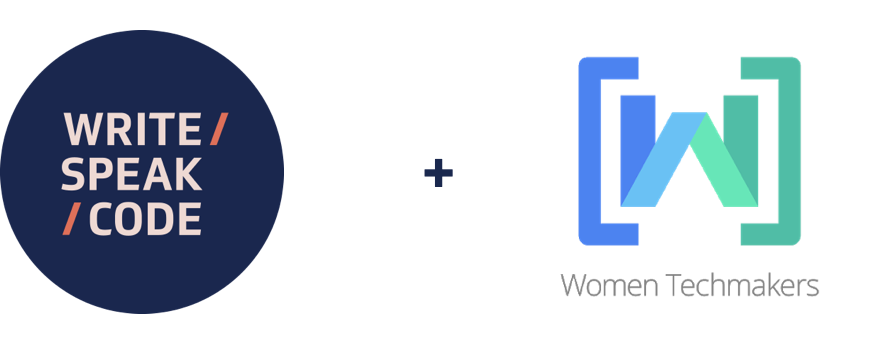 WRITE /
SPEAK
/ CODE
+
[W]
Women Techmakers